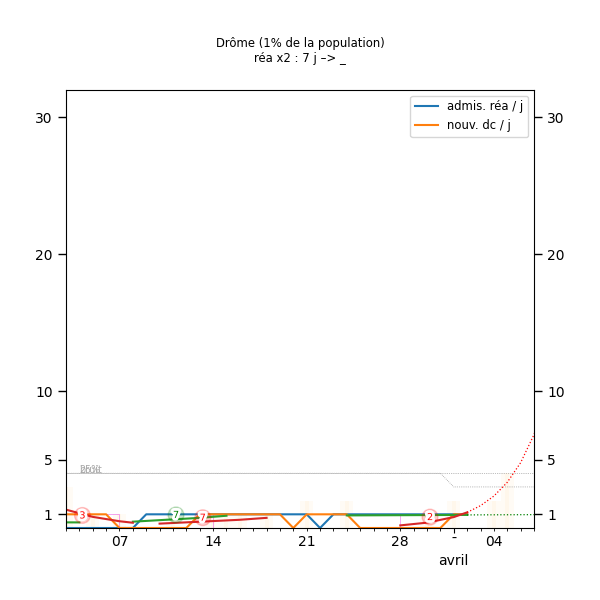 Drôme (1% de la population)
réa x2 : 7 j –> _
admis. réa / j
nouv. dc / j
30 30
20 20
10 10
5 5
25%
3 7 7 2
1 1
07 14 21 28 - 04
avril